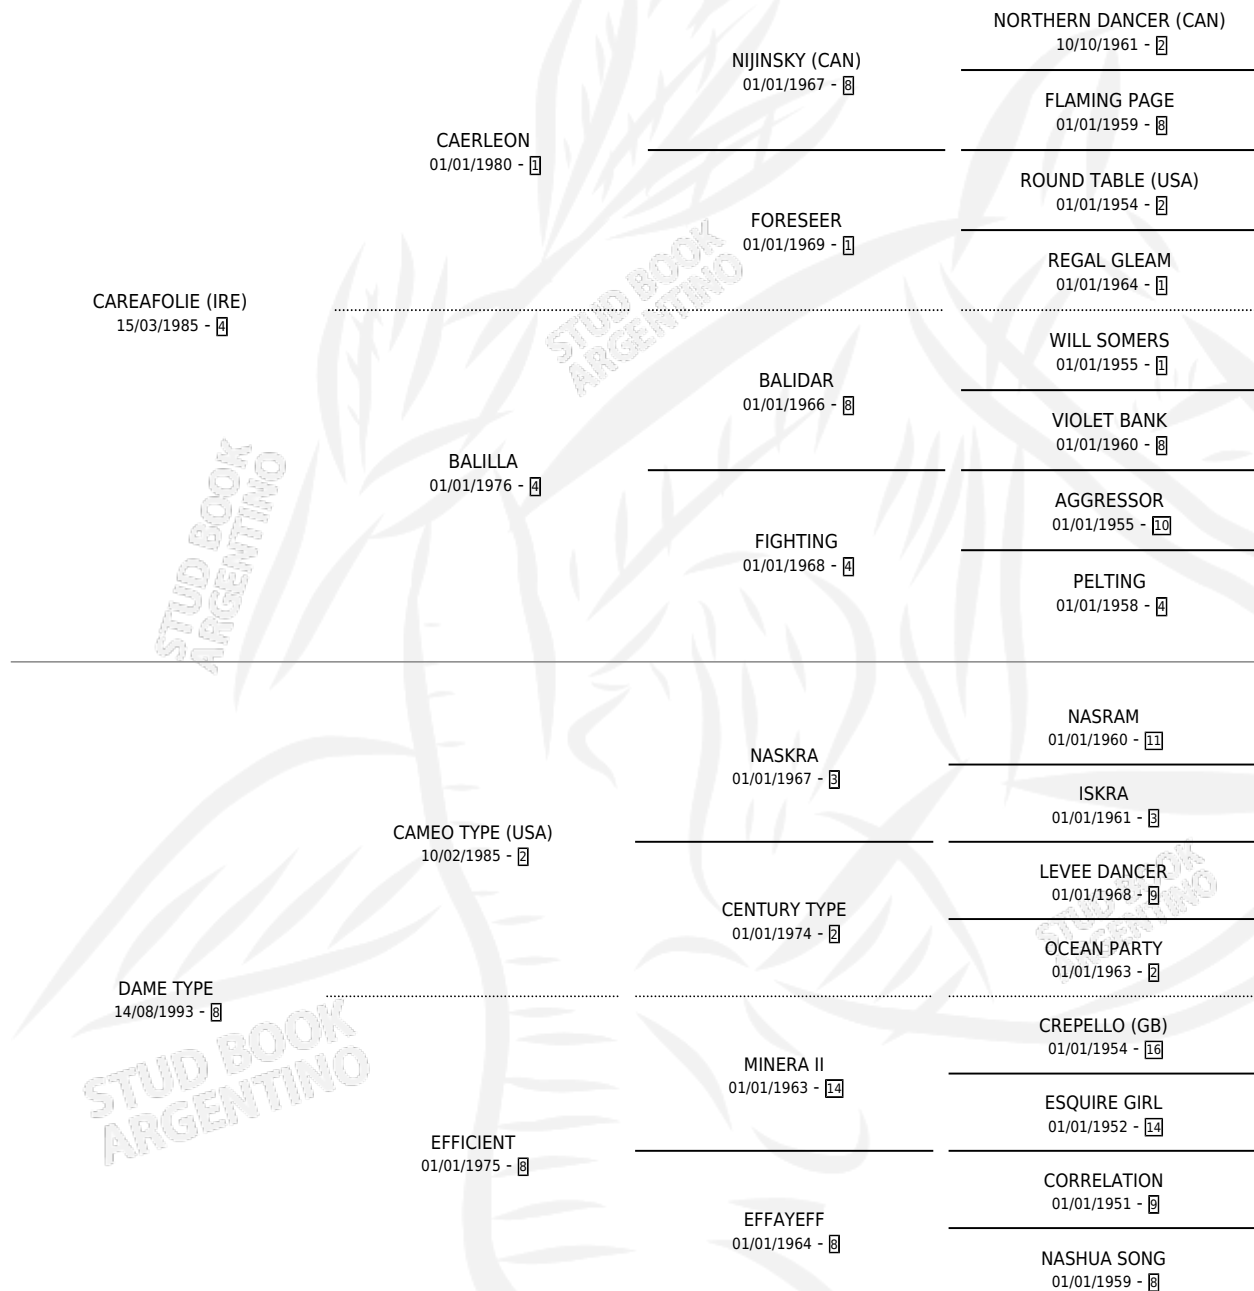 NORTHERN DANCER (CAN)
10/10/1961 - 2
NIJINSKY (CAN)
01/01/1967 - 8
FLAMING PAGE
01/01/1959 - 8
CAERLEON
01/01/1980 - 1
ROUND TABLE (USA)
01/01/1954 - 2
FORESEER
01/01/1969 - 1
REGAL GLEAM
01/01/1964 - 1
CAREAFOLIE (IRE)
15/03/1985 - 4
WILL SOMERS
01/01/1955 - 1
BALIDAR
01/01/1966 - 8
VIOLET BANK
01/01/1960 - 8
BALILLA
01/01/1976 - 4
AGGRESSOR
01/01/1955 - 10
FIGHTING
01/01/1968 - 4
PELTING
01/01/1958 - 4
NASRAM
01/01/1960 - 11
NASKRA
01/01/1967 - 3
ISKRA
01/01/1961 - 3
CAMEO TYPE (USA)
10/02/1985 - 2
LEVEE DANCER
01/01/1968 - 9
CENTURY TYPE
01/01/1974 - 2
OCEAN PARTY
01/01/1963 - 2
DAME TYPE
14/08/1993 - 8
CREPELLO (GB)
01/01/1954 - 16
MINERA II
01/01/1963 - 14
ESQUIRE GIRL
01/01/1952 - 14
EFFICIENT
01/01/1975 - 8
CORRELATION
01/01/1951 - 9
EFFAYEFF
01/01/1964 - 8
NASHUA SONG
01/01/1959 - 8
STUD BOOK
ARGENTINO
STUD BOOK
ARGENTINO
STUD BOOK
ARGENTINO
STUD BOOK
ARGENTINO